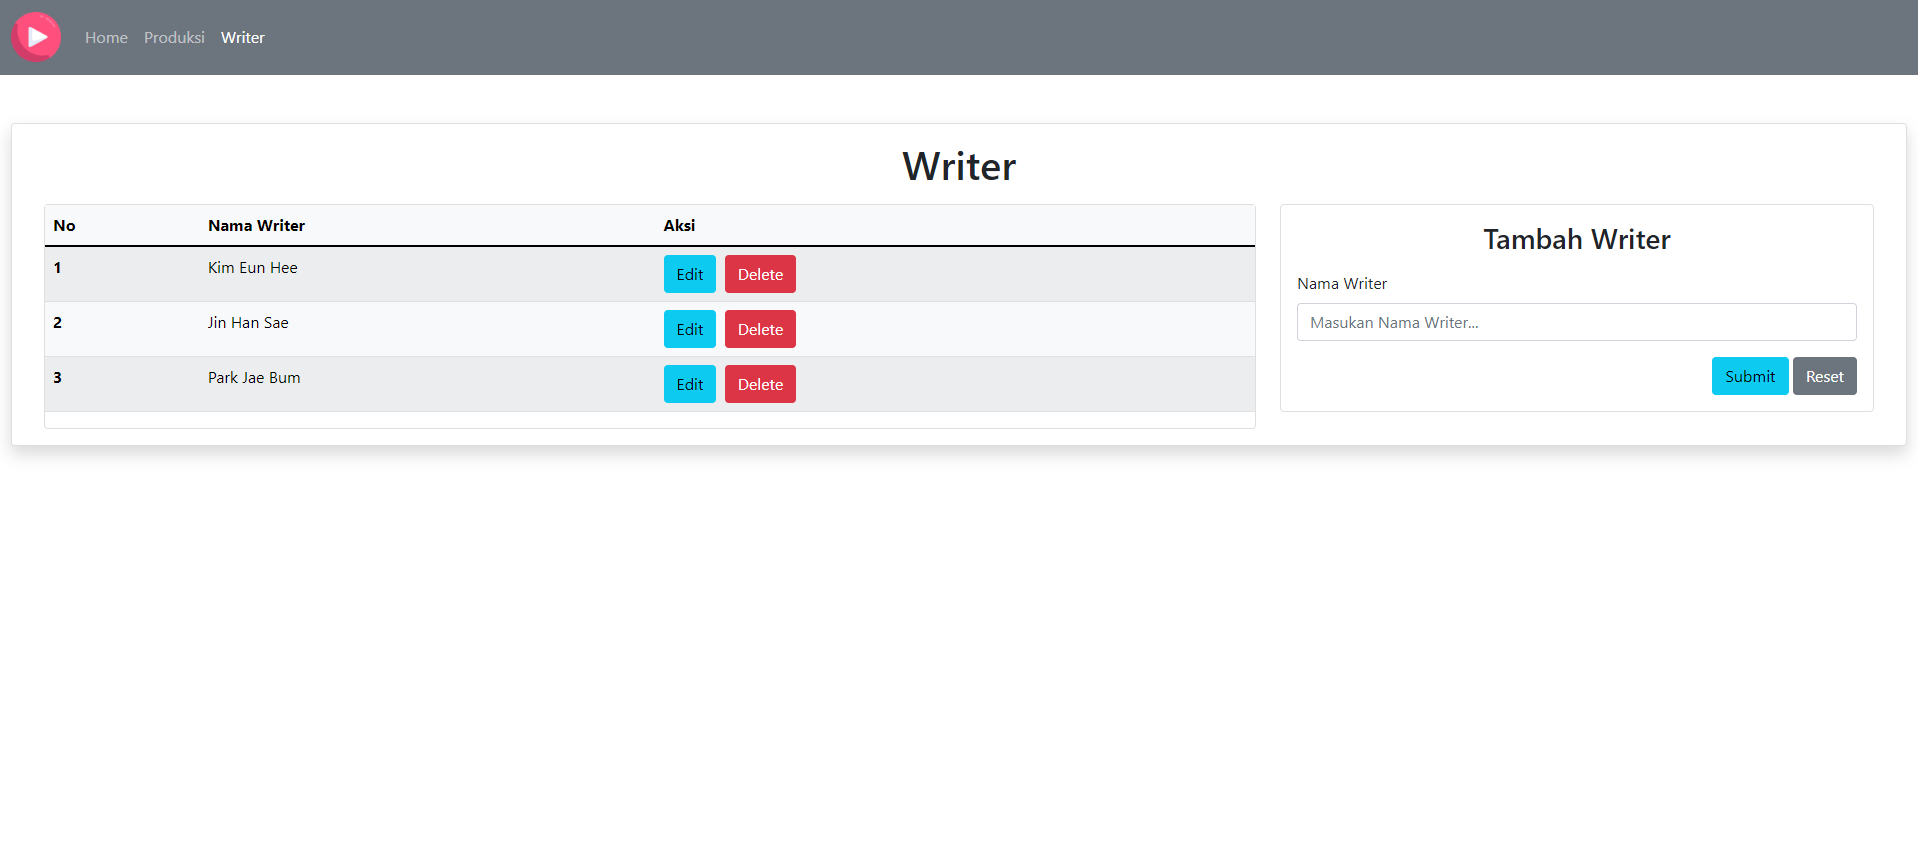 Home Produksi Writer
Writer
No Nama Writer Aksi
1 Kim Eun Hee Edit Delete
2 Jin Han Sae Edit Delete
3 Park Jae Bum Edit Delete
Tambah Writer
Nama Writer
Masukan Nama Writer...
Submit Reset